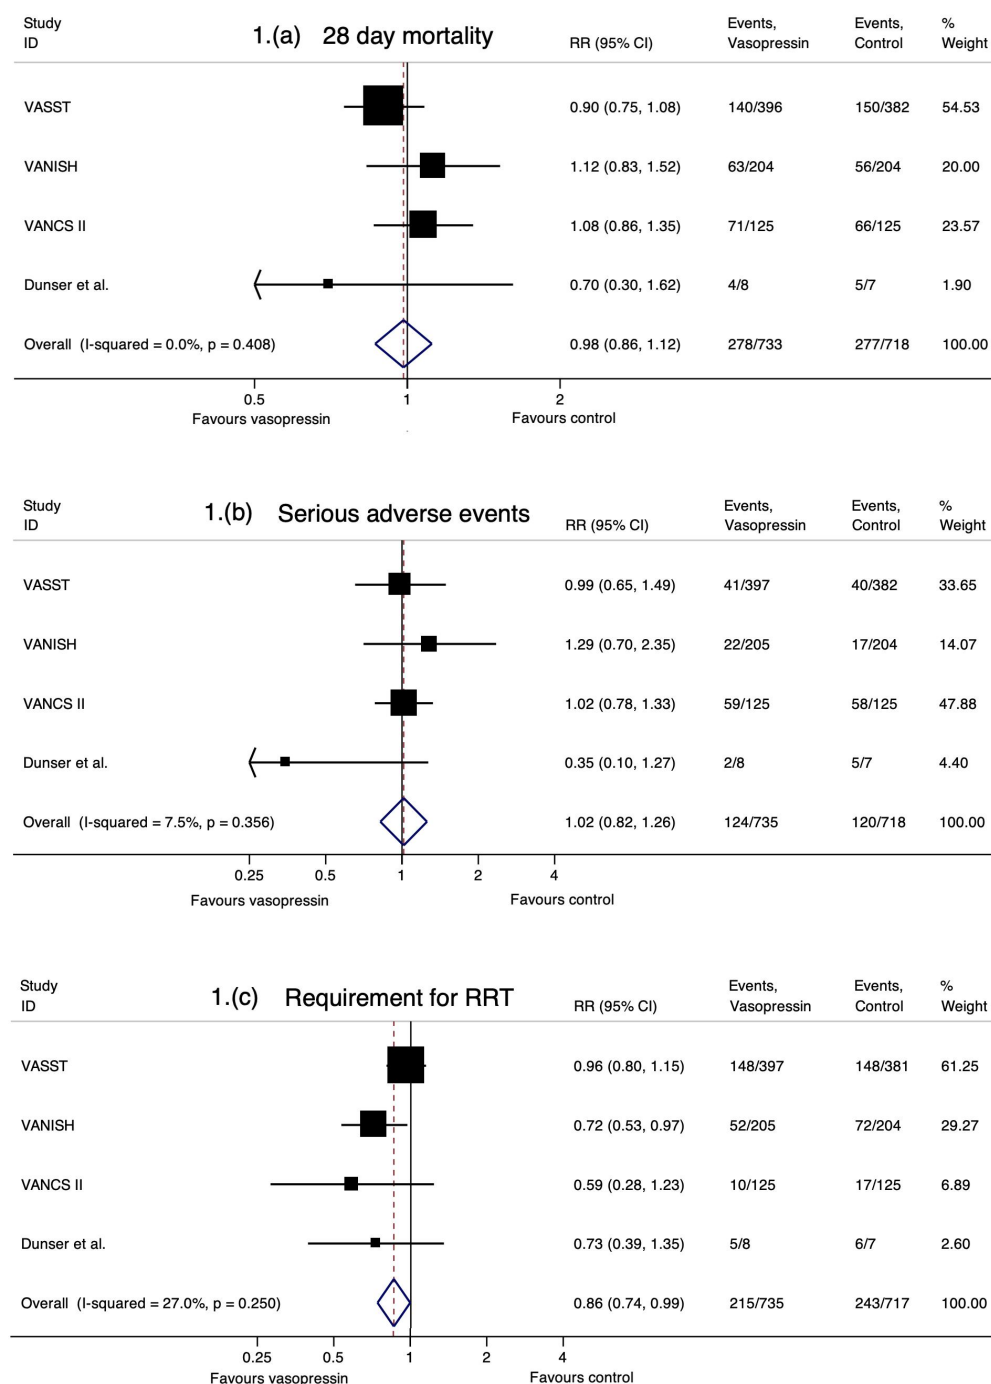 Study
ID
1.(a) 28 day mortality
RR (95% CI)
Events,
Vasopressin
Events,
Control
%
Weight
VASST 0.90 (0.75, 1.08) 140/396 150/382 54.53
VANISH 1.12 (0.83, 1.52) 63/204 56/204 20.00
VANCS II 1.08 (0.86, 1.35) 71/125 66/125 23.57
Dunser et al. 0.70 (0.30, 1.62) 4/8 5/7 1.90
Overall (I-squared = 0.0%, p = 0.408) 0.98 (0.86, 1.12) 278/733 277/718 100.00
0.5 1 2
Favours vasopressin Favours control
Study
ID
1.(b) Serious adverse events
RR (95% CI)
Events,
Vasopressin
Events,
Control
%
Weight
VASST 0.99 (0.65, 1.49) 41/397 40/382 33.65
VANISH 1.29 (0.70, 2.35) 22/205 17/204 14.07
VANCS II 1.02 (0.78, 1.33) 59/125 58/125 47.88
Dunser et al. 0.35 (0.10, 1.27) 2/8 5/7 4.40
Overall (I-squared = 7.5%, p = 0.356) 1.02 (0.82, 1.26) 124/735 120/718 100.00
0.25 0.5 1 2 4
Favours vasopressin Favours control
Study
ID
1.(c) Requirement for RRT
RR (95% CI)
Events,
Vasopressin
Events,
Control
%
Weight
VASST 0.96 (0.80, 1.15) 148/397 148/381 61.25
VANISH 0.72 (0.53, 0.97) 52/205 72/204 29.27
VANCS II 0.59 (0.28, 1.23) 10/125 17/125 6.89
Dunser et al. 0.73 (0.39, 1.35) 5/8 6/7 2.60
Overall (I-squared = 27.0%, p = 0.250) 0.86 (0.74, 0.99) 215/735 243/717 100.00
0.25 0.5 1 2 4
Favours vasopressin Favours control